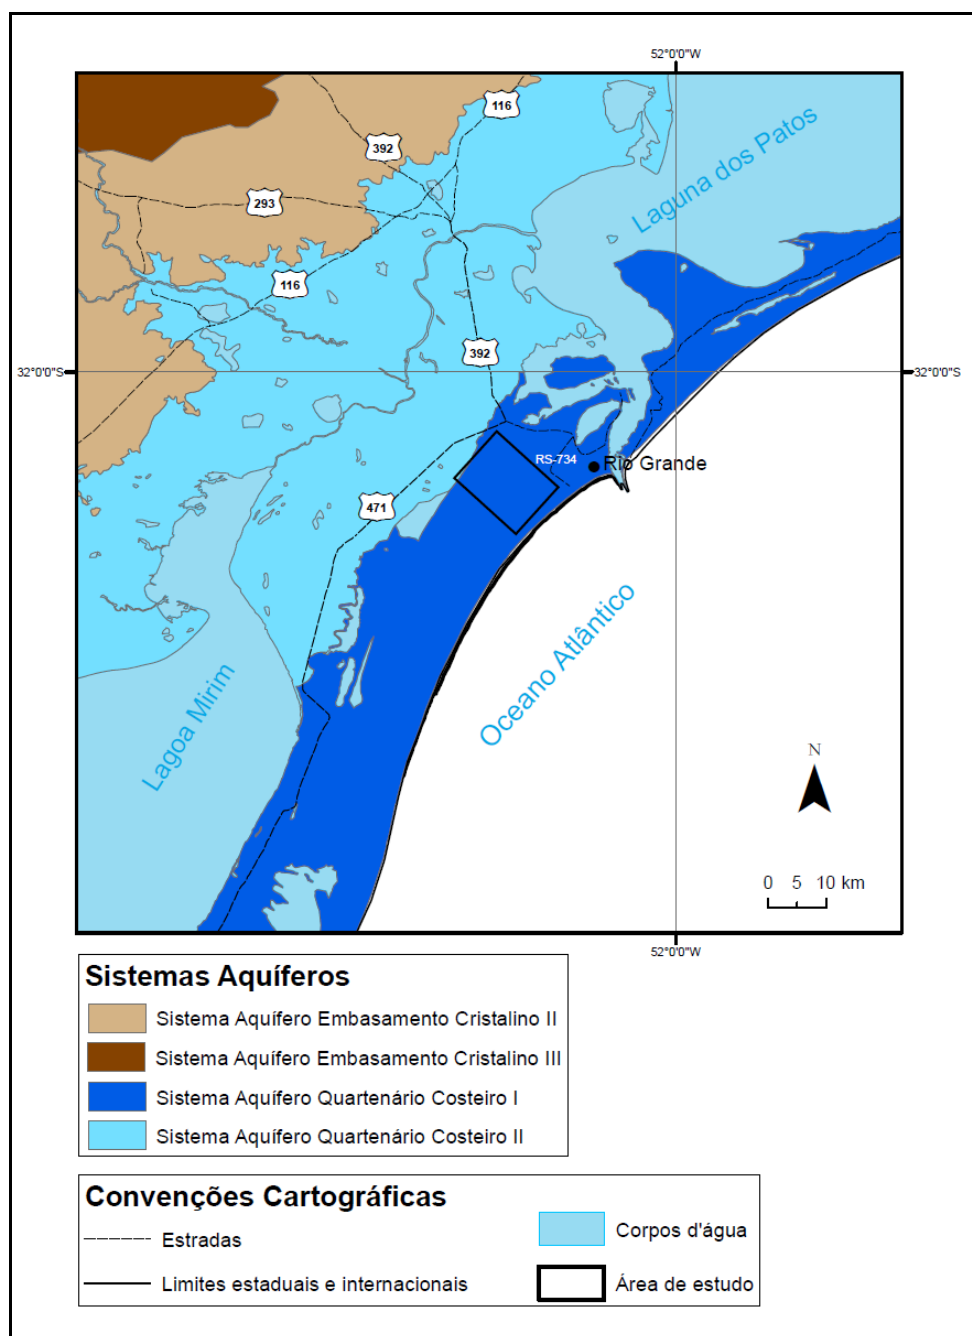 52°0'0"W
116
Laguna dos Patos
392
293
116
392
32°0'0"S
32°0'0"S
RS-734
Rio Grande
471
Oceano Atlântico
Lagoa Mirim
N
0 5 10 km
52°0'0"W
Sistemas Aquíferos
Sistema Aquífero Embasamento Cristalino II
Sistema Aquífero Embasamento Cristalino III
Sistema Aquífero Quartenário Costeiro I
Sistema Aquífero Quartenário Costeiro II
Convenções Cartográficas
Estradas
Corpos d'água
Limites estaduais e internacionais
Área de estudo